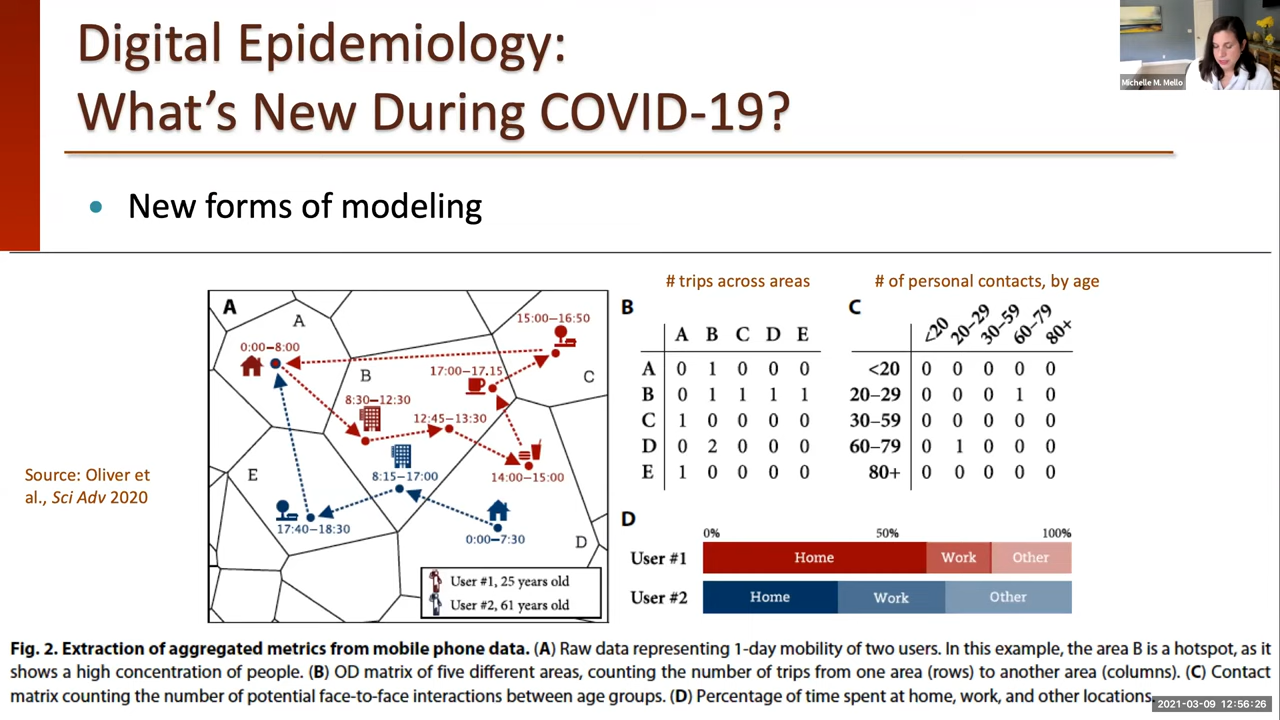 Digital Epidemiology:
What's New During COVID-19?
Michelle M. Mello
• New forms of modeling
Source: Oliver et
al., Sci Adv 2020
A
A
0:00–8:00
B
8:30–12:30
12:45–13:30
17:00–17.15
15:00–16:50
C
14:00–15:00
E
8:15–17:00
17:40–18:30
0:00–7:30
D
User #1, 25 years old
User #2, 61 years old
# trips across areas
B
A B C D E
A 0 1 0 0 0
B 0 1 1 1 1
C 1 0 0 0 0
D 0 2 0 0 0
E 1 0 0 0 0
# of personal contacts, by age
C
<20 20–29 30–59 60–79 80+
<20 0 0 0 0 0
20–29 0 0 0 1 0
30–59 0 0 0 0 0
60–79 0 1 0 0 0
80+ 0 0 0 0 0
D
0% 50% 100%
User #1 Home Work Other
User #2 Home Work Other
Fig. 2. Extraction of aggregated metrics from mobile phone data. (A) Raw data representing 1-day mobility of two users. In this example, the area B is a hotspot, as it
shows a high concentration of people. (B) OD matrix of five different areas, counting the number of trips from one area (rows) to another area (columns). (C) Contact
matrix counting the number of potential face-to-face interactions between age groups. (D) Percentage of time spent at home, work, and other locations.
2021-03-09 12:56:26